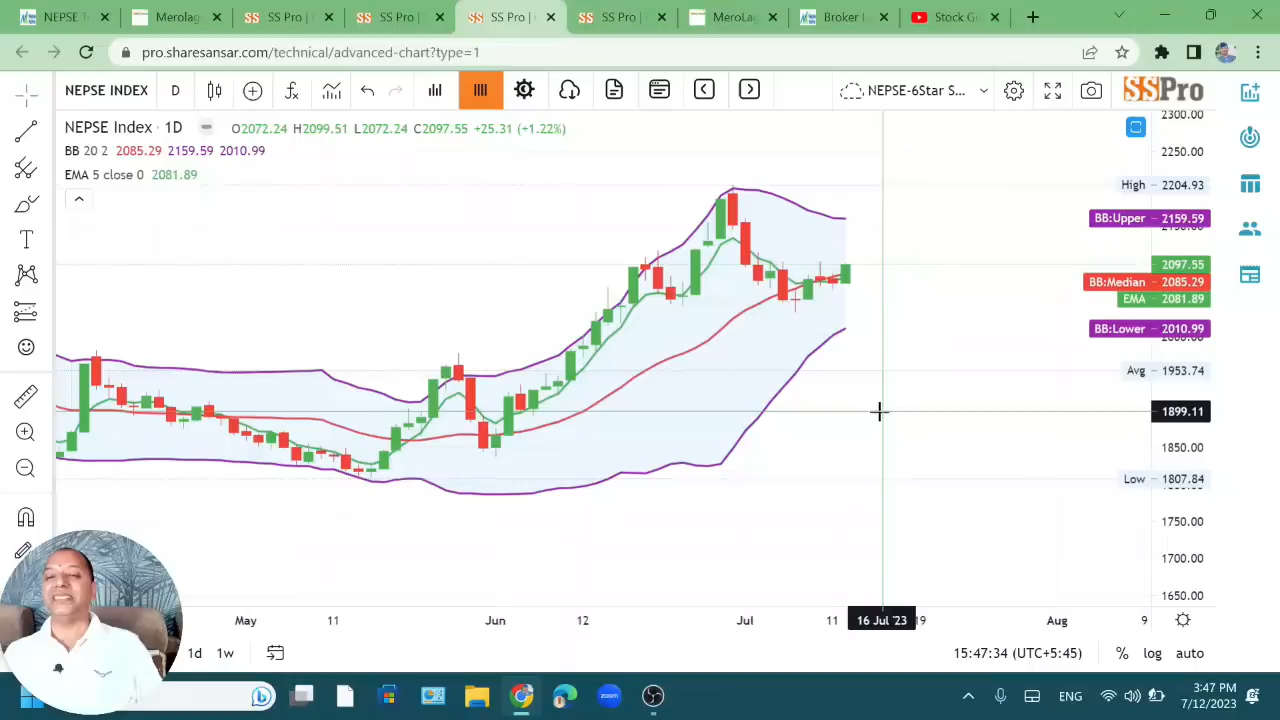 NEPSE T
Merolag
SS Pro |
SS Pro |
SS Pro |
SS Pro |
MeroLag
Broker I
Stock G
pro.sharesansar.com/technical/advanced-chart?type=1
NEPSE INDEX D NEPSE-6Star S... SSPro
NEPSE Index · 1D O2072.24 H2099.51 L2072.24 C2097.55 +25.31 (+1.22%)
BB 20 2 2085.29 2159.59 2010.99
EMA 5 close 0 2081.89
2300.00
2250.00
High 2204.93
BB:Upper 2159.59
2097.55
BB:Median 2085.29
EMA 2081.89
BB:Lower 2010.99
Avg 1953.74
1899.11
1850.00
Low 1807.84
1750.00
1700.00
1650.00
May 11 Jun 12 Jul 11 16 Jul '23 19 Aug 9
1d 1w 15:47:34 (UTC+5:45) % log auto
zoom ENG 3:47 PM
7/12/2023